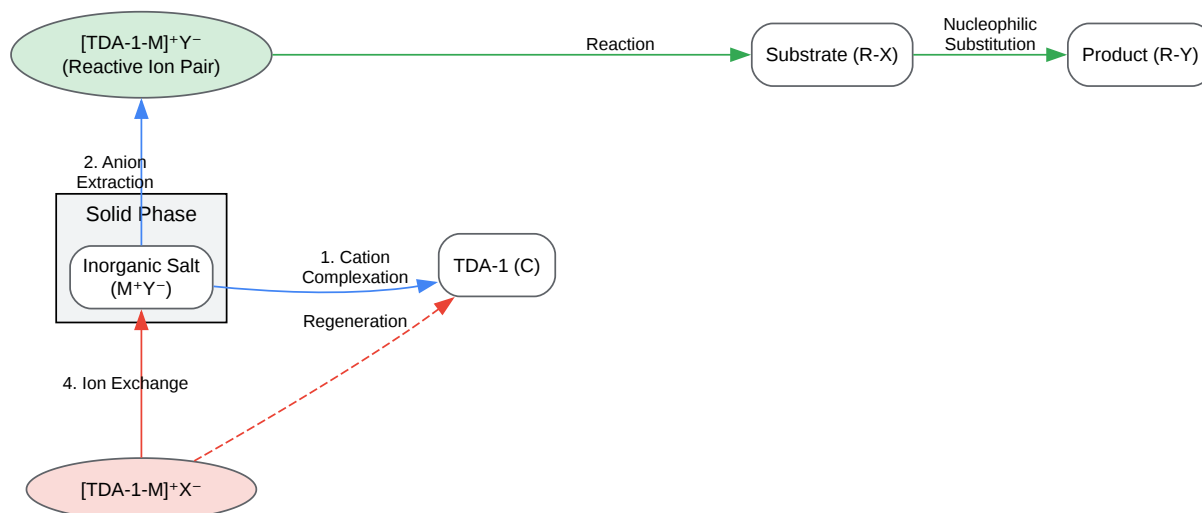 [TDA-1-M]⁺Y⁻
(Reactive Ion Pair)
Reaction
Substrate (R-X)
Nucleophilic
Substitution
Product (R-Y)
2. Anion
Extraction
Solid Phase
Inorganic Salt
(M⁺Y⁻)
1. Cation
Complexation
TDA-1 (C)
Regeneration
4. Ion Exchange
[TDA-1-M]⁺X⁻